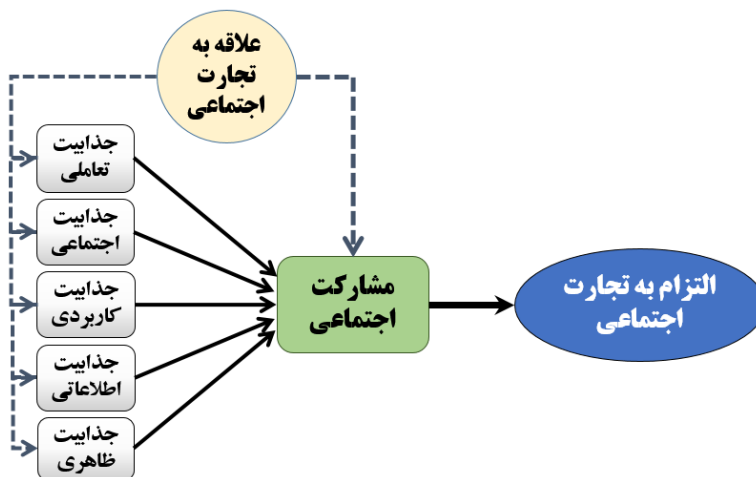 علاقه به
تجارت
اجتماعی
جذابیت
تعاملی
جذابیت
اجتماعی
جذابیت
کاربردی
جذابیت
اطلاعاتی
جذابیت
ظاهری
مشارکت
اجتماعی
التزام به تجارت
اجتماعی